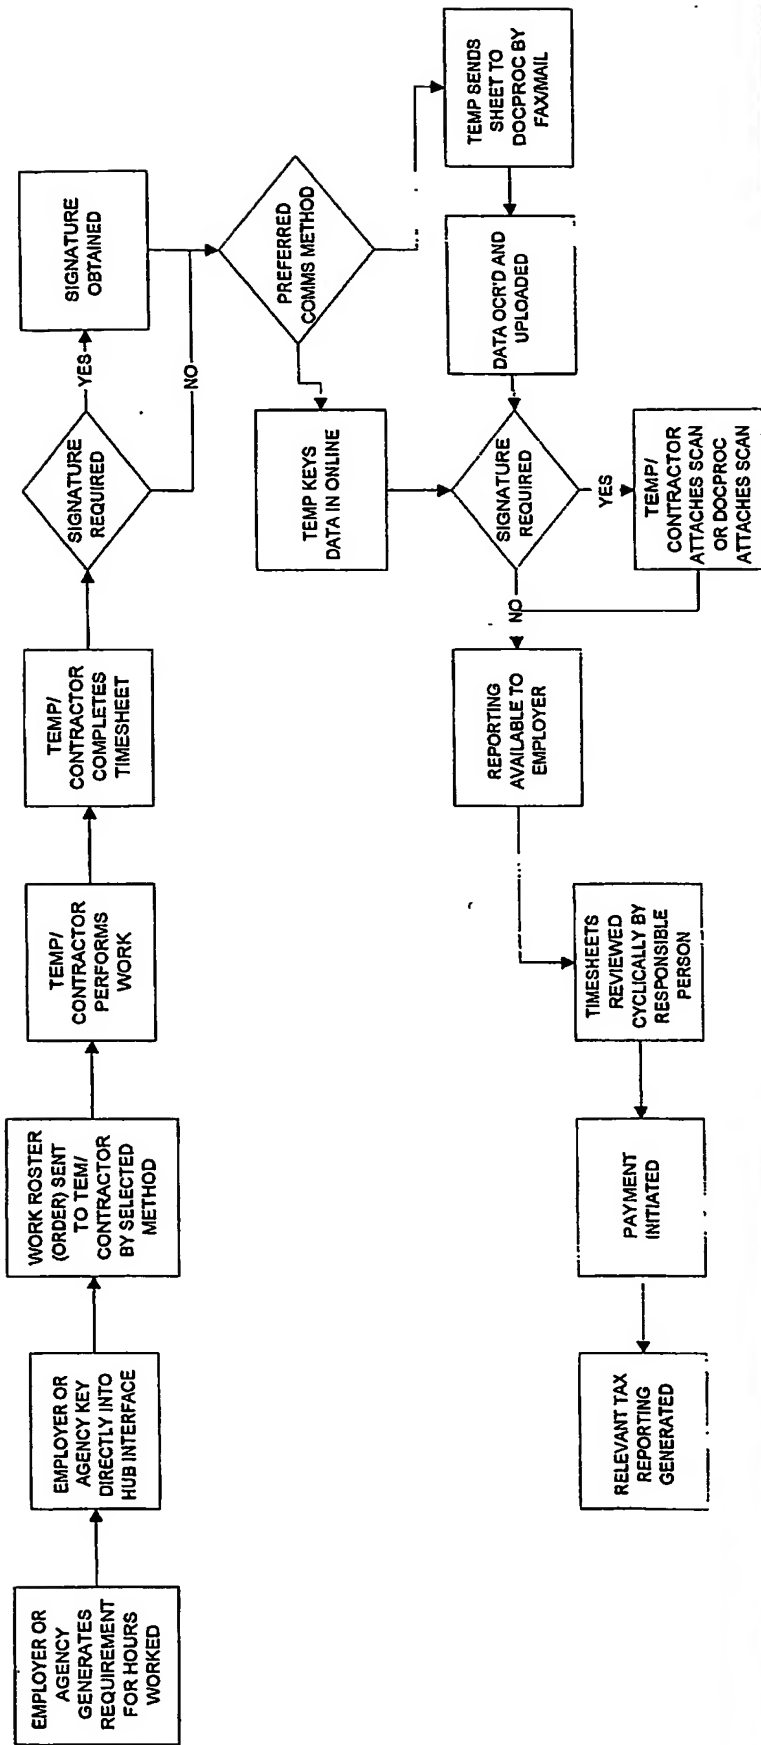 EMPLOYER OR
AGENCY
GENERATES
REQUIREMENT
FOR HOURS
WORKED
EMPLOYER OR
AGENCY KEY
DIRECTLY INTO
HUB INTERFACE
WORK ROSTER
(ORDER) SENT
TO TEM/
CONTRACTOR
BY SELECTED
METHOD
TEMP/
CONTRACTOR
PERFORMS
WORK
TEMP/
CONTRACTOR
COMPLETES
TIMESHEET
SIGNATURE
REQUIRED
YES
NO
SIGNATURE
OBTAINED
PREFERRED
COMMS METHOD
TEMP KEYS
DATA IN ONLINE
TEMP SENDS
SHEET TO
DOCPROC BY
FAX/MAIL
DATA OCR'D AND
UPLOADED
SIGNATURE
REQUIRED
YES
NO
TEMP/
CONTRACTOR
ATTACHES SCAN
OR DOCPROC
ATTACHES SCAN
REPORTING
AVAILABLE TO
EMPLOYER
TIMESHEETS
REVIEWED
CYCLICALLY BY
RESPONSIBLE
PERSON
PAYMENT
INITIATED
RELEVANT TAX
REPORTING
GENERATED